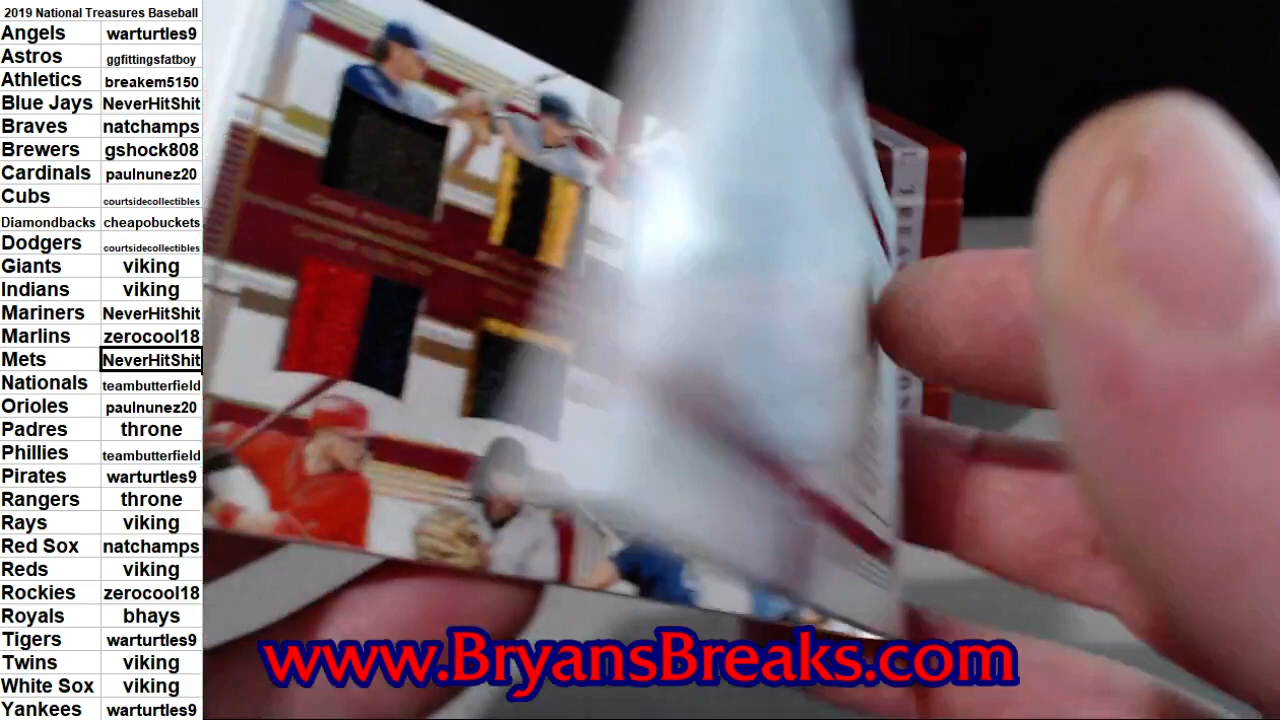 2019 National Treasures Baseball
Angels warturtles9
Astros ggfittingsfatboy
Athletics breakem5150
Blue Jays NeverHitShit
Braves natchamps
Brewers gshock808
Cardinals paulnunez20
Cubs courtsidecollectibles
Diamondbacks cheapobuckets
Dodgers courtsidecollectibles
Giants viking
Indians viking
Mariners NeverHitShit
Marlins zerocool18
Mets NeverHitShit
Nationals teambutterfield
Orioles paulnunez20
Padres throne
Phillies teambutterfield
Pirates warturtles9
Rangers throne
Rays viking
Red Sox natchamps
Reds viking
Rockies zerocool18
Royals bhays
Tigers warturtles9
Twins viking
White Sox viking
Yankees warturtles9
www.BryansBreaks.com